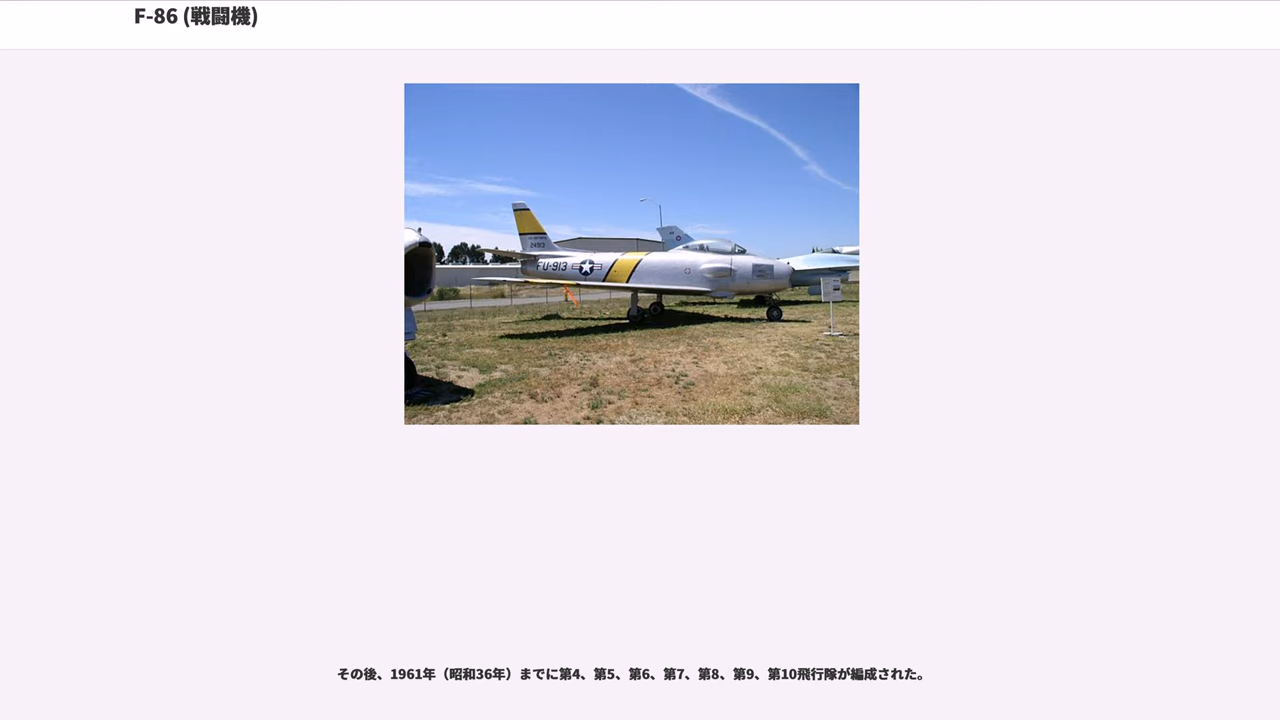 F-86 (戦闘機)
24913
FU-913
その後、1961年（昭和36年）までに第4、第5、第6、第7、第8、第9、第10飛行隊が編成された。